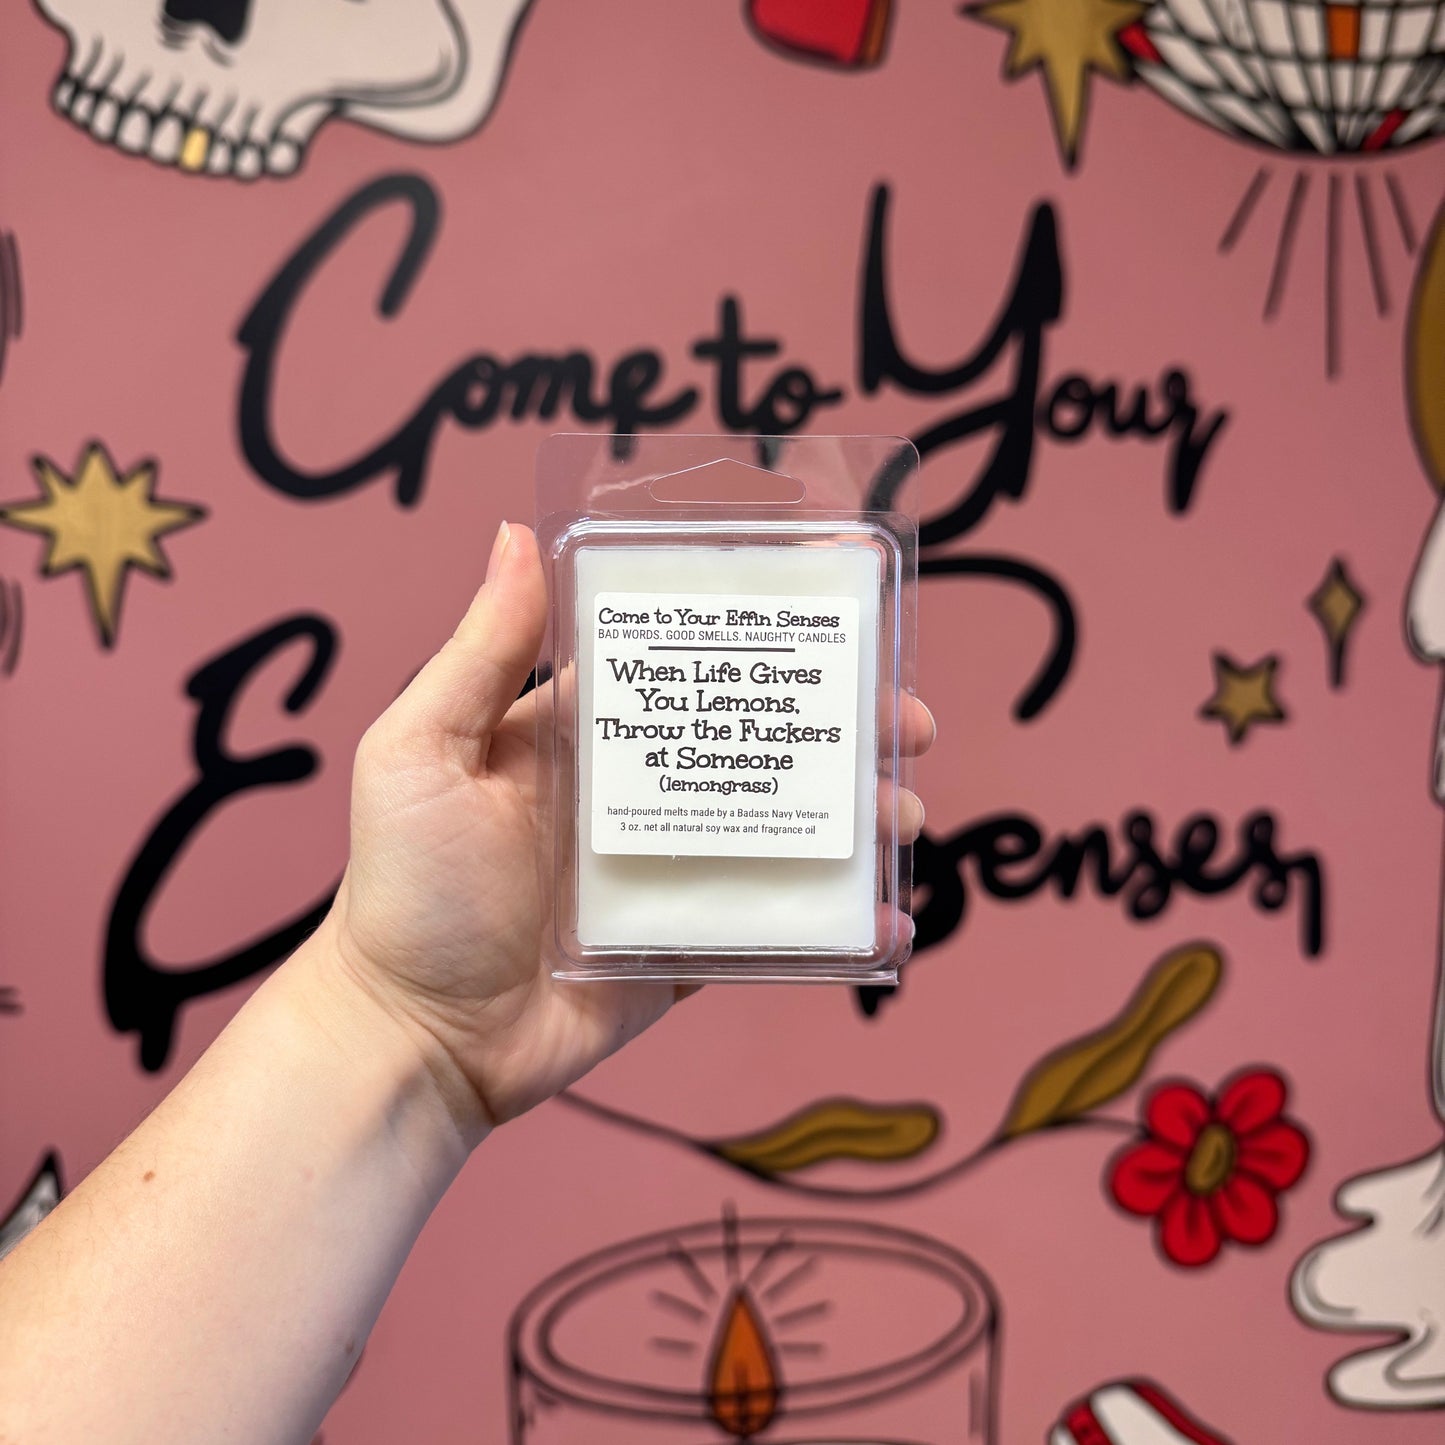 Come to Your
E senses
Come to Your Effin Senses
BAD WORDS. GOOD SMELLS. NAUGHTY CANDLES
When Life Gives
You Lemons,
Throw the Fuckers
at Someone
(lemongrass)
hand-poured melts made by a Badass Navy Veteran
3 oz. net all natural soy wax and fragrance oil